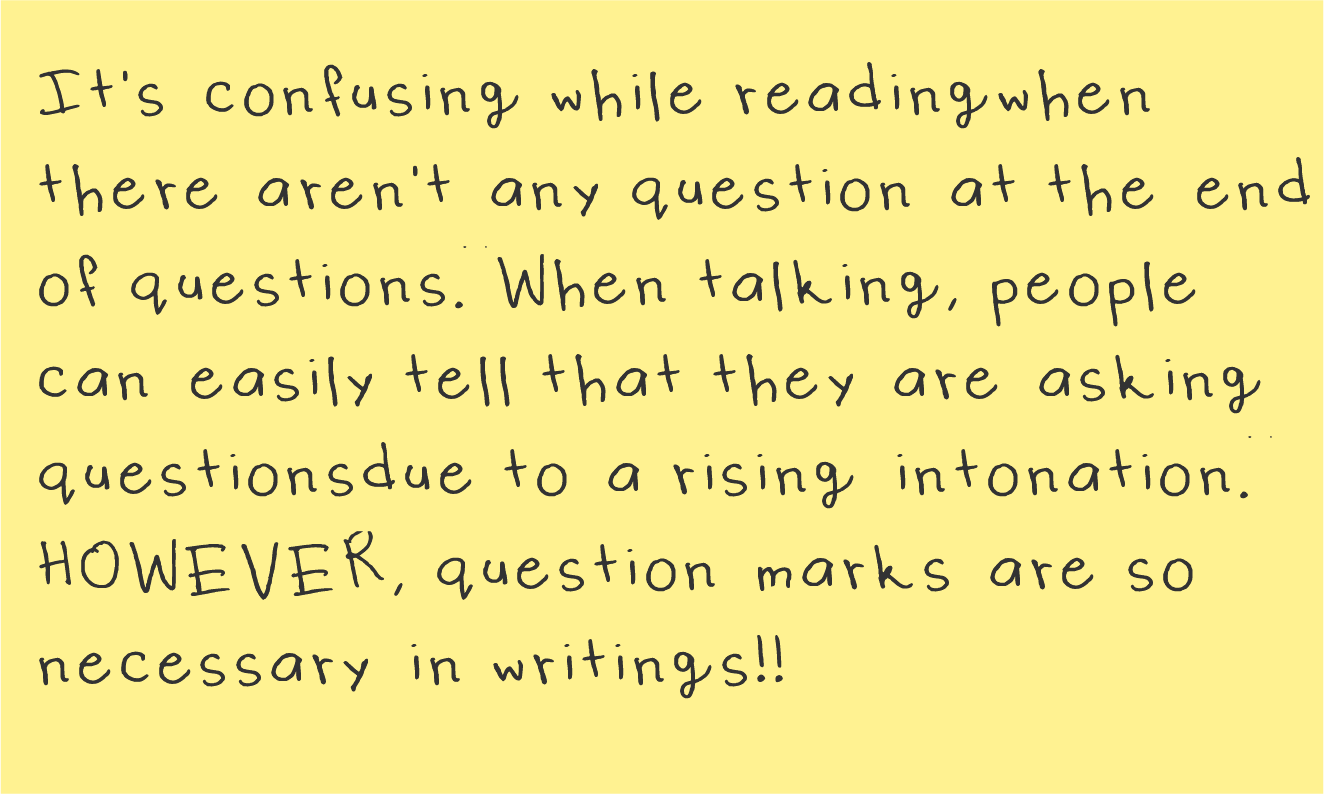 It's confusing while readingwhen
there aren't any question at the end
of questions. When talking, people
can easily tell that they are asking
questionsdue to a rising intonation.
HOWEVER, question marks are so
necessary in writings!!